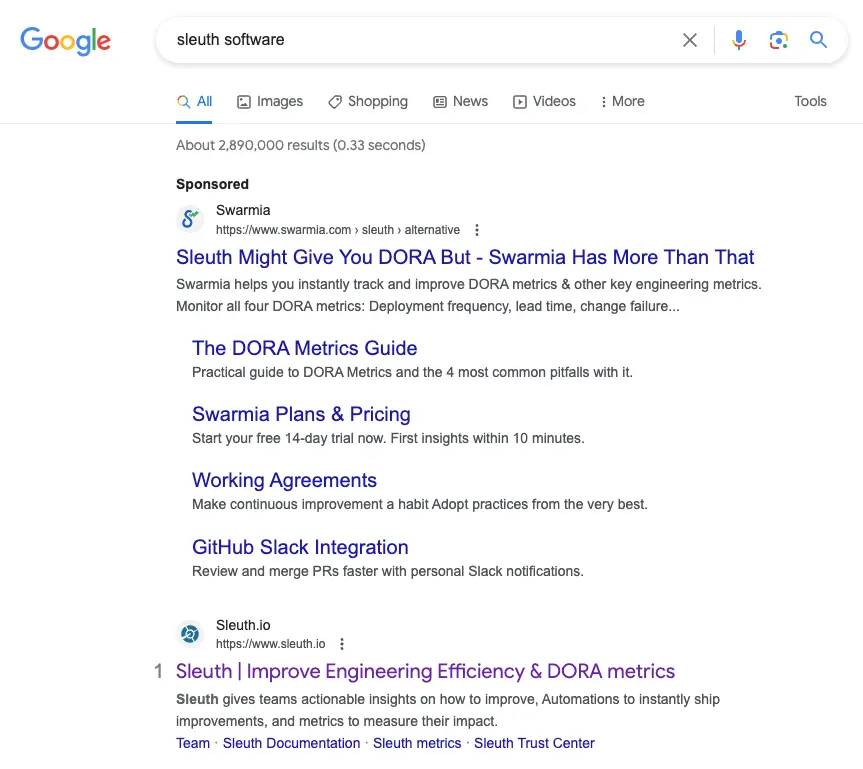 Google
sleuth software
All Images Shopping News Videos More Tools
About 2,890,000 results (0.33 seconds)
Sponsored
Swarmia
https://www.swarmia.com › sleuth › alternative
Sleuth Might Give You DORA But - Swarmia Has More Than That
Swarmia helps you instantly track and improve DORA metrics & other key engineering metrics.
Monitor all four DORA metrics: Deployment frequency, lead time, change failure...
The DORA Metrics Guide
Practical guide to DORA Metrics and the 4 most common pitfalls with it.
Swarmia Plans & Pricing
Start your free 14-day trial now. First insights within 10 minutes.
Working Agreements
Make continuous improvement a habit Adopt practices from the very best.
GitHub Slack Integration
Review and merge PRs faster with personal Slack notifications.
Sleuth.io
https://www.sleuth.io
1 Sleuth | Improve Engineering Efficiency & DORA metrics
Sleuth gives teams actionable insights on how to improve, Automations to instantly ship
improvements, and metrics to measure their impact.
Team · Sleuth Documentation · Sleuth metrics · Sleuth Trust Center